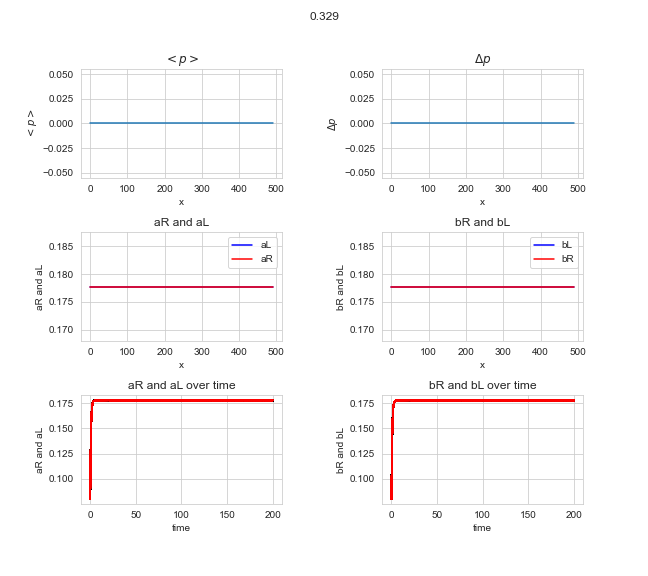 0.329
< p >
Δp
0.050
0.025
0.000
−0.025
−0.050
< p >
0 100 200 300 400 500
x
0.050
0.025
0.000
−0.025
−0.050
Δp
0 100 200 300 400 500
x
aR and aL
bR and bL
0.185
0.180
0.175
0.170
aR and aL
aL
aR
0 100 200 300 400 500
x
0.185
0.180
0.175
0.170
bR and bL
bL
bR
0 100 200 300 400 500
x
aR and aL over time
bR and bL over time
0.175
0.150
0.125
0.100
aR and aL
0 50 100 150 200
time
0.175
0.150
0.125
0.100
bR and bL
0 50 100 150 200
time